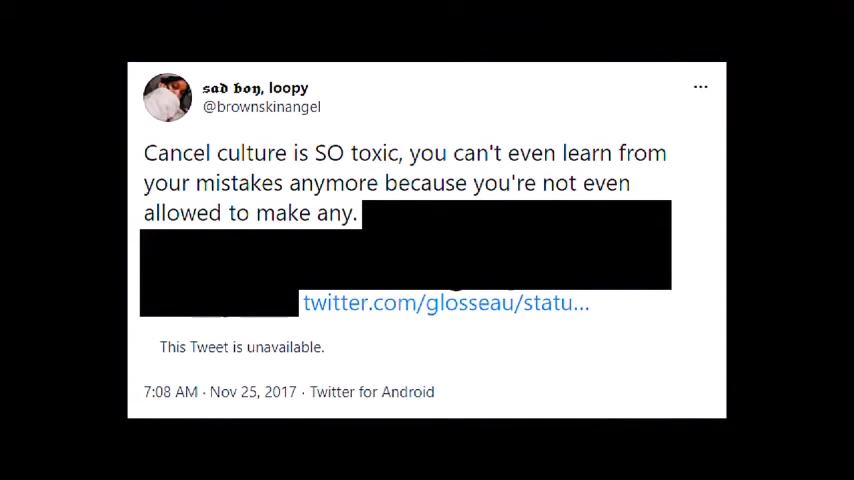 𝖘𝖆𝖉 𝖇𝖔𝖞, loopy
@brownskinangel
Cancel culture is SO toxic, you can't even learn from
your mistakes anymore because you're not even
allowed to make any.
twitter.com/glosseau/statu...
This Tweet is unavailable.
7:08 AM · Nov 25, 2017 · Twitter for Android